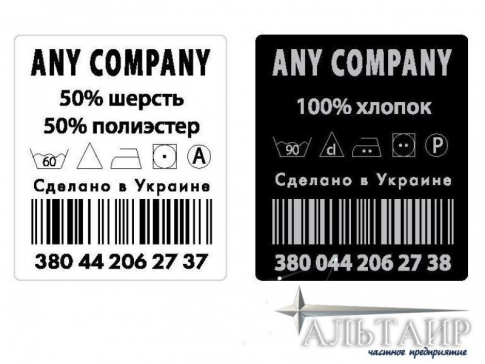 ANY COMPANY
50% шерсть
50% полиэстер
60 A
Сделано в Украине
380 44 206 27 37
ANY COMPANY
100% хлопок
90 cl P
Сделано в Украине
380 044 206 27 38
АЛЬТАИР
частное предприятие